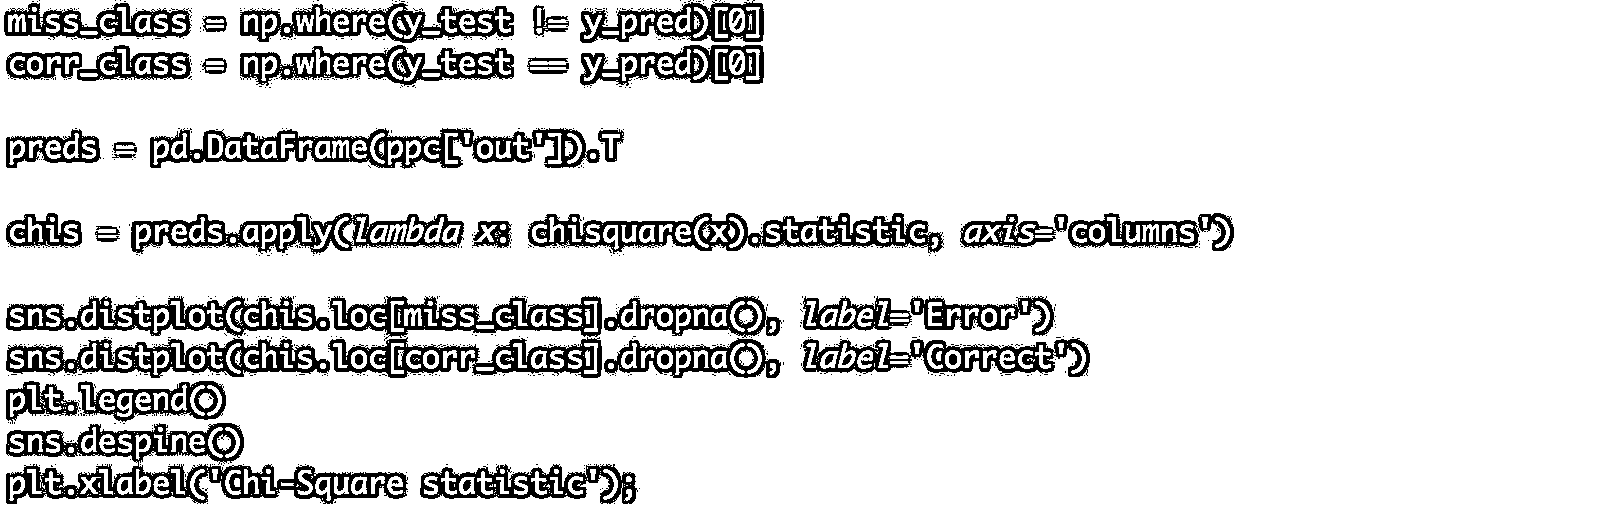 miss_class = np.where(y_test != y_pred)[0]
corr_class = np.where(y_test == y_pred)[0]
preds = pd.DataFrame(ppc['out']).T
chis = preds.apply(lambda x: chisquare(x).statistic, axis='columns')
sns.distplot(chis.loc[miss_class].dropna(), label='Error')
sns.distplot(chis.loc[corr_class].dropna(), label='Correct')
plt.legend()
sns.despine()
plt.xlabel('Chi-Square statistic');